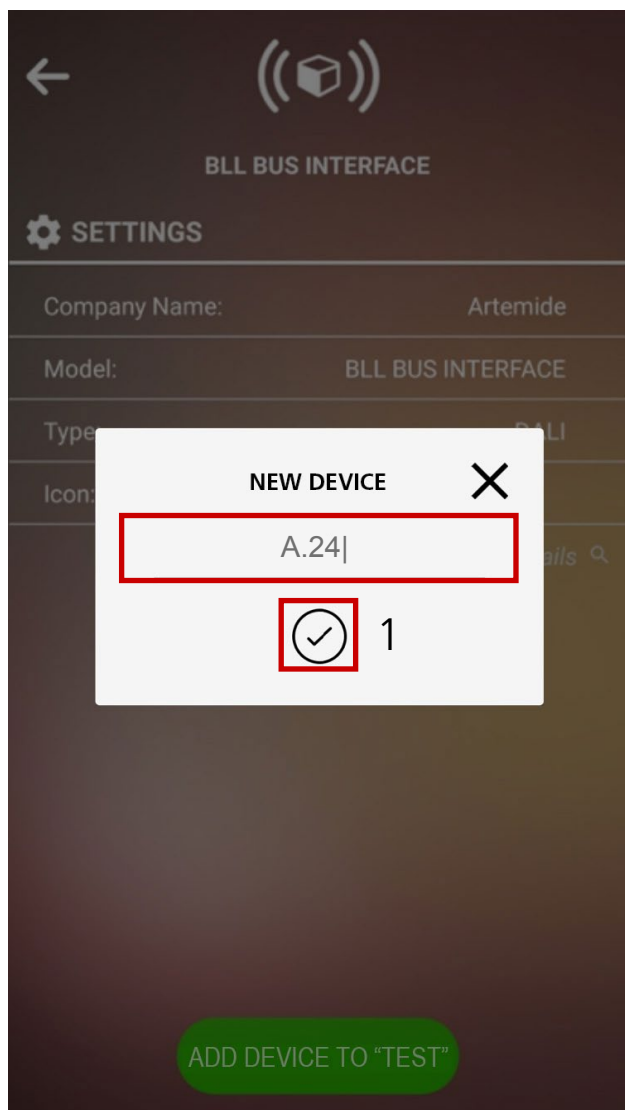 BLL BUS INTERFACE
SETTINGS
Company Name: Artemide
Model: BLL BUS INTERFACE
Type
Icon:
NEW DEVICE
A.24|
1
ADD DEVICE TO “TEST”